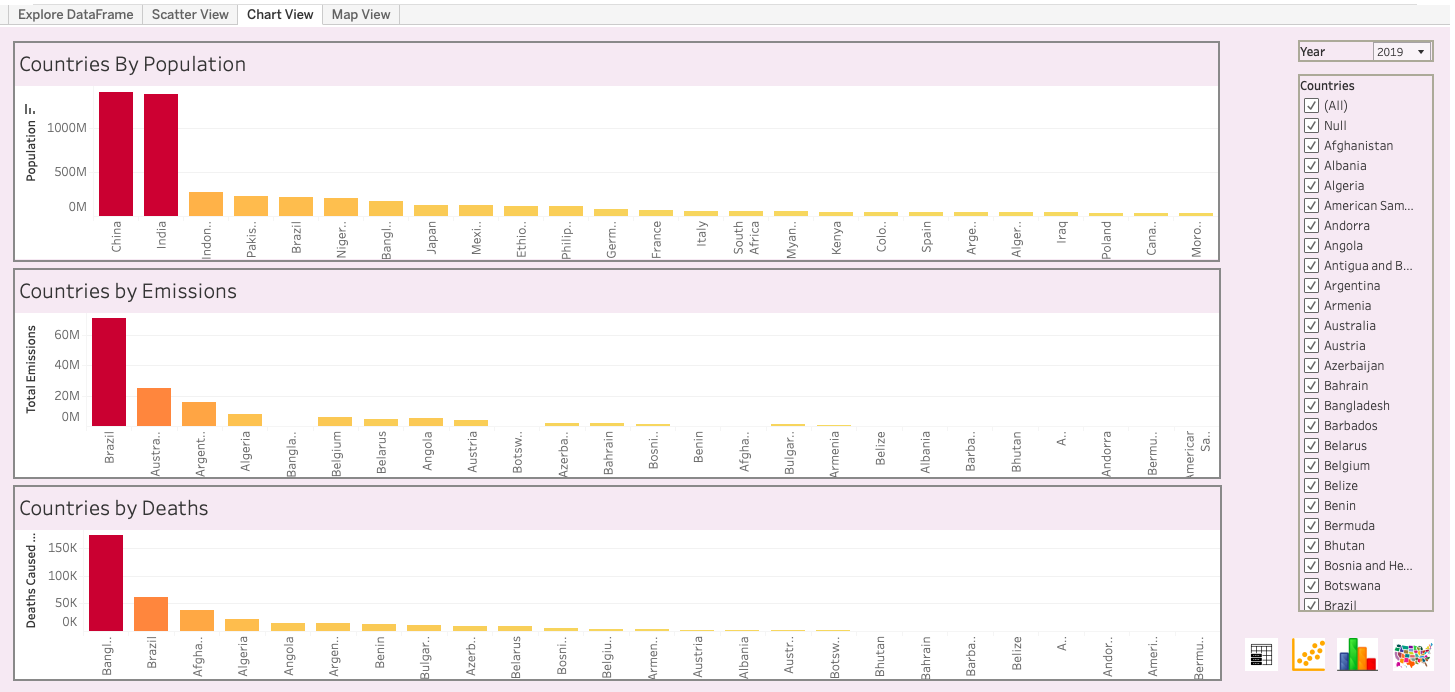 Explore DataFrame
Scatter View
Chart View
Map View
Countries By Population
Population
1000M
500M
0M
China
India
Indon..
Pakis..
Brazil
Niger..
Bangl..
Japan
Mexi..
Ethio..
Philip..
Germ..
France
Italy
South
Africa
Myan..
Kenya
Colo..
Spain
Arge..
Alger..
Iraq
Poland
Cana..
Moro..
Countries by Emissions
Total Emissions
60M
40M
20M
0M
Brazil
Austra..
Argent..
Algeria
Bangla..
Belgium
Belarus
Angola
Austria
Botsw..
Azerba..
Bahrain
Bosni..
Benin
Afgha..
Bulgar..
Armenia
Belize
Albania
Barba..
Bhutan
A..
Andorra
Bermu..
American
Sa..
Countries by Deaths
Deaths Caused ...
150K
100K
50K
0K
Bangl..
Brazil
Afgha..
Algeria
Angola
Argen..
Benin
Bulgar..
Azerb..
Belarus
Bosni..
Belgiu..
Armen..
Austria
Albania
Austr..
Botsw..
Bhutan
Bahrain
Barba..
Belize
A..
Andor..
Ameri..
Bermu..
Year
2019
Countries
(All)
Null
Afghanistan
Albania
Algeria
American Sam...
Andorra
Angola
Antigua and B...
Argentina
Armenia
Australia
Austria
Azerbaijan
Bahrain
Bangladesh
Barbados
Belarus
Belgium
Belize
Benin
Bermuda
Bhutan
Bosnia and He...
Botswana
Brazil